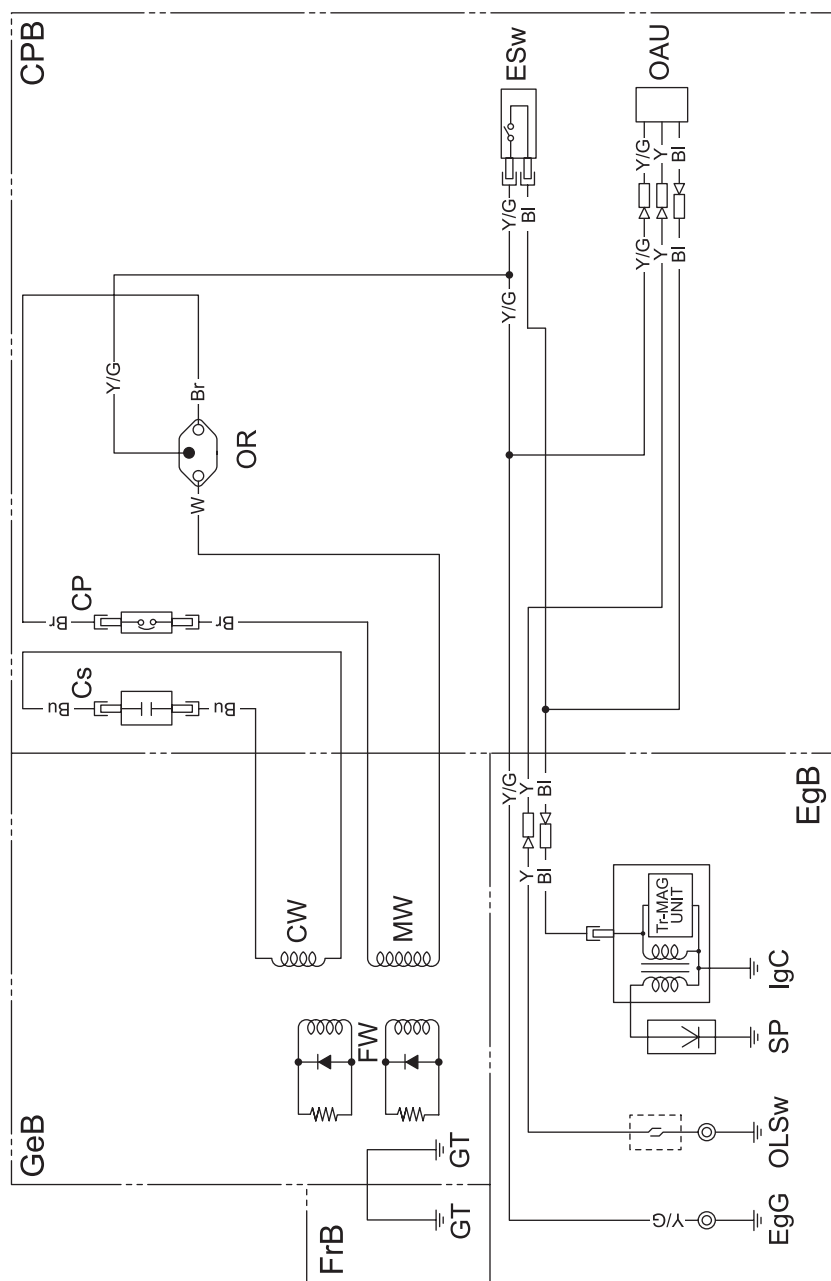 GeB
CPB
Bu
Br
Cs
CP
Y/G
W
Br
OR
Bu
Br
CW
FrB
FW
MW
GT
GT
Y/G
Y/G
Y/G
ESw
Y
Y
Bl
Bl
Bl
Y/G
Y/G
Y
Y
Bl
Bl
OAU
Tr-MAG
UNIT
Y/G
EgG
OLSw
SP
IgC
EgB